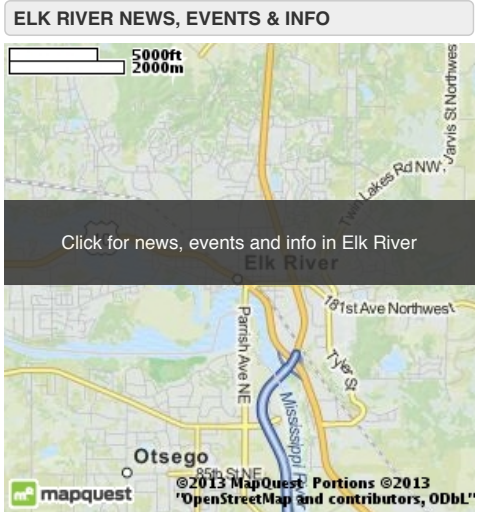 ELK RIVER NEWS, EVENTS & INFO
5000ft
2000m
Jarvis St Northwes
Twin Lakes Rd NW
Click for news, events and info in Elk River
Elk River
181st Ave Northwest
Parrish Ave NE
Tyler St
Mississippi
Otsego
85th St NE
©2013 MapQuest Portions ©2013
"OpenStreetMap and contributors, ODbL"
mapquest